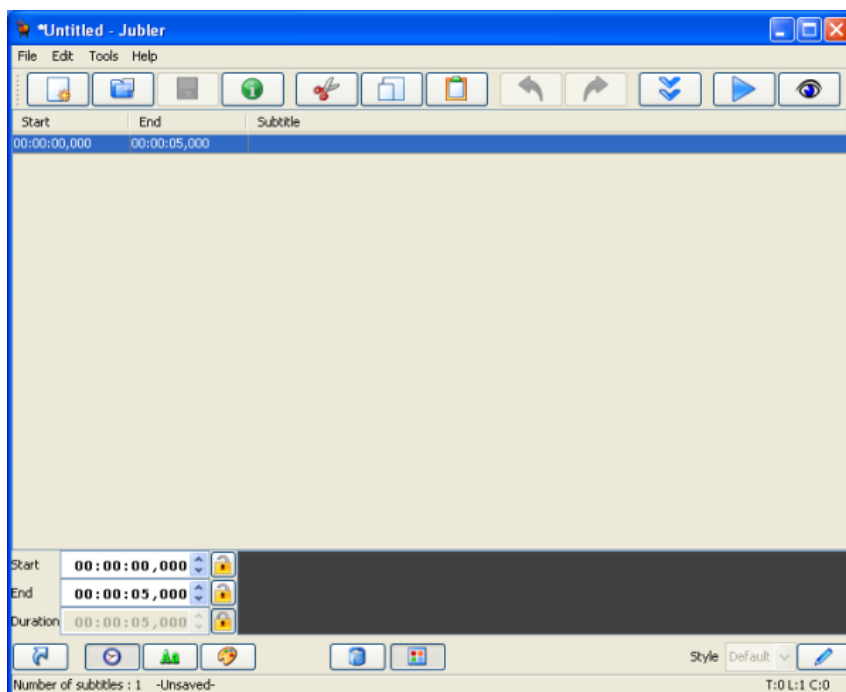 *Untitled - Jubler
File Edit Tools Help
Start End Subtitle
00:00:00,000 00:00:05,000
Start 00:00:00,000
End 00:00:05,000
Duration 00:00:05,000
Style Default
Number of subtitles : 1 -Unsaved- T:0 L:1 C:0